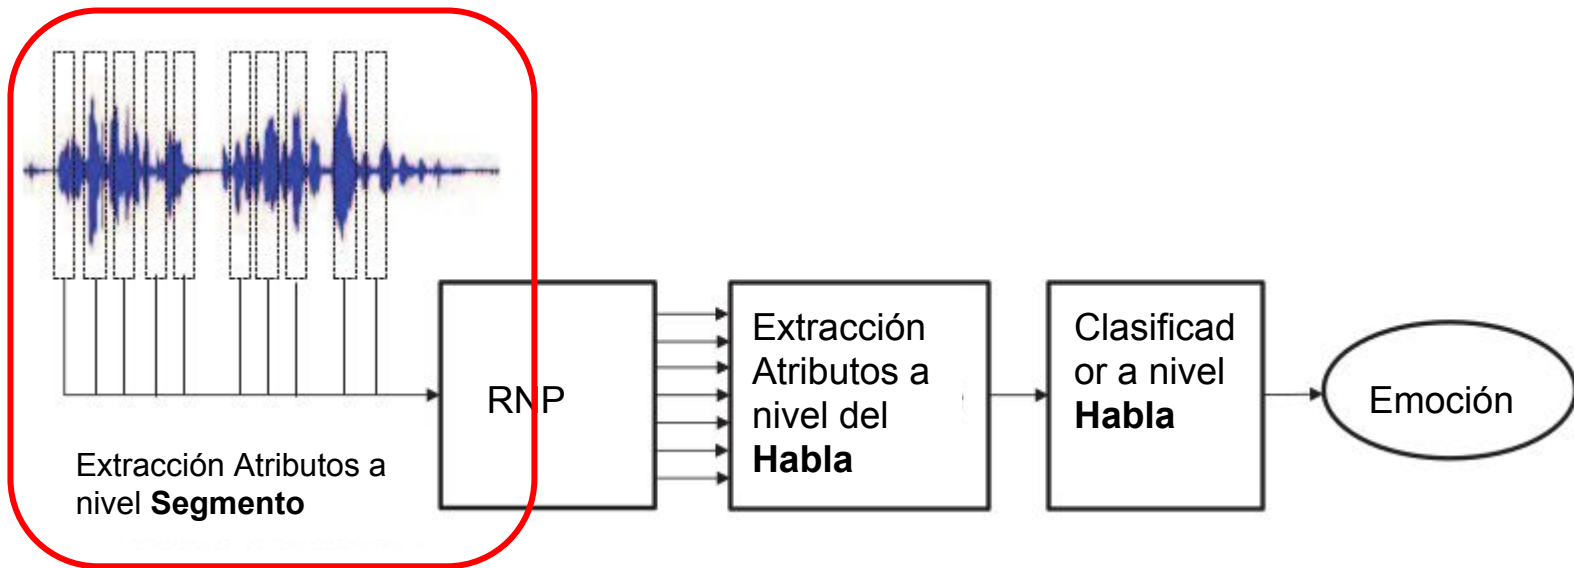 Extracción Atributos a
nivel Segmento
RNP
Extracción
Atributos a
nivel del
Habla
Clasificad
or a nivel
Habla
Emoción